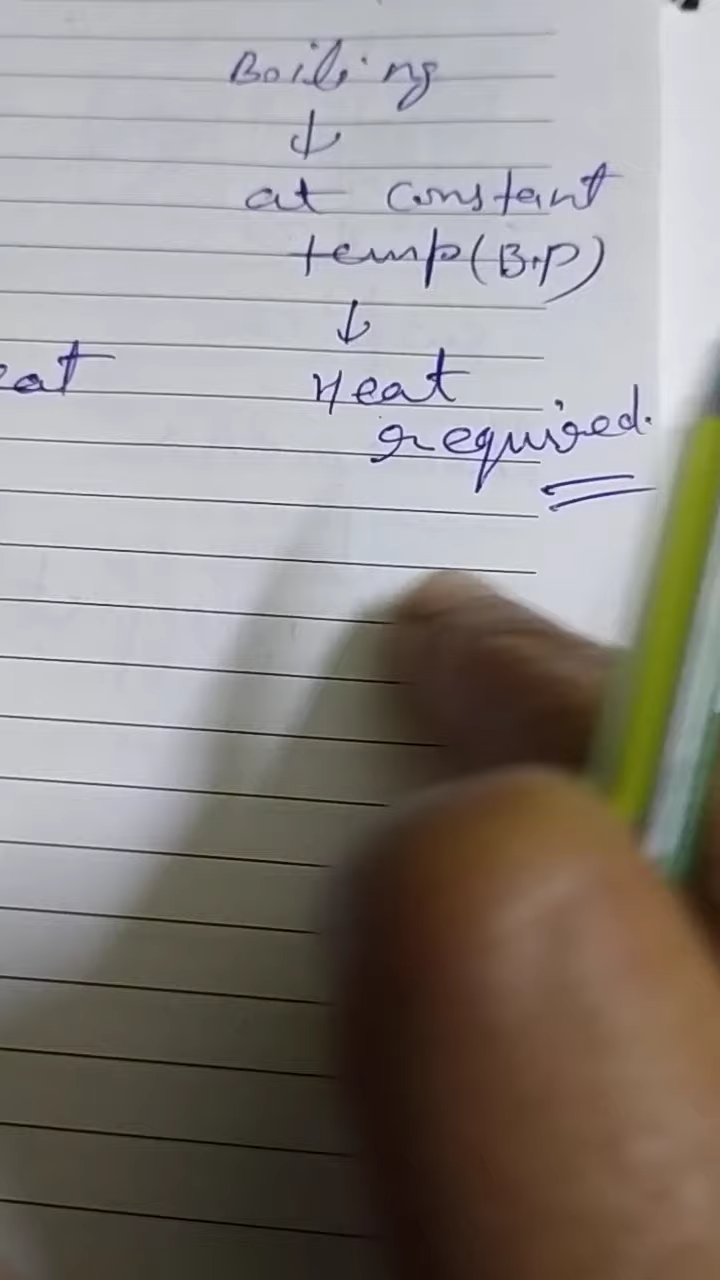 Boiling
↓
at constant
temp(B.P)
↓
Heat
required.